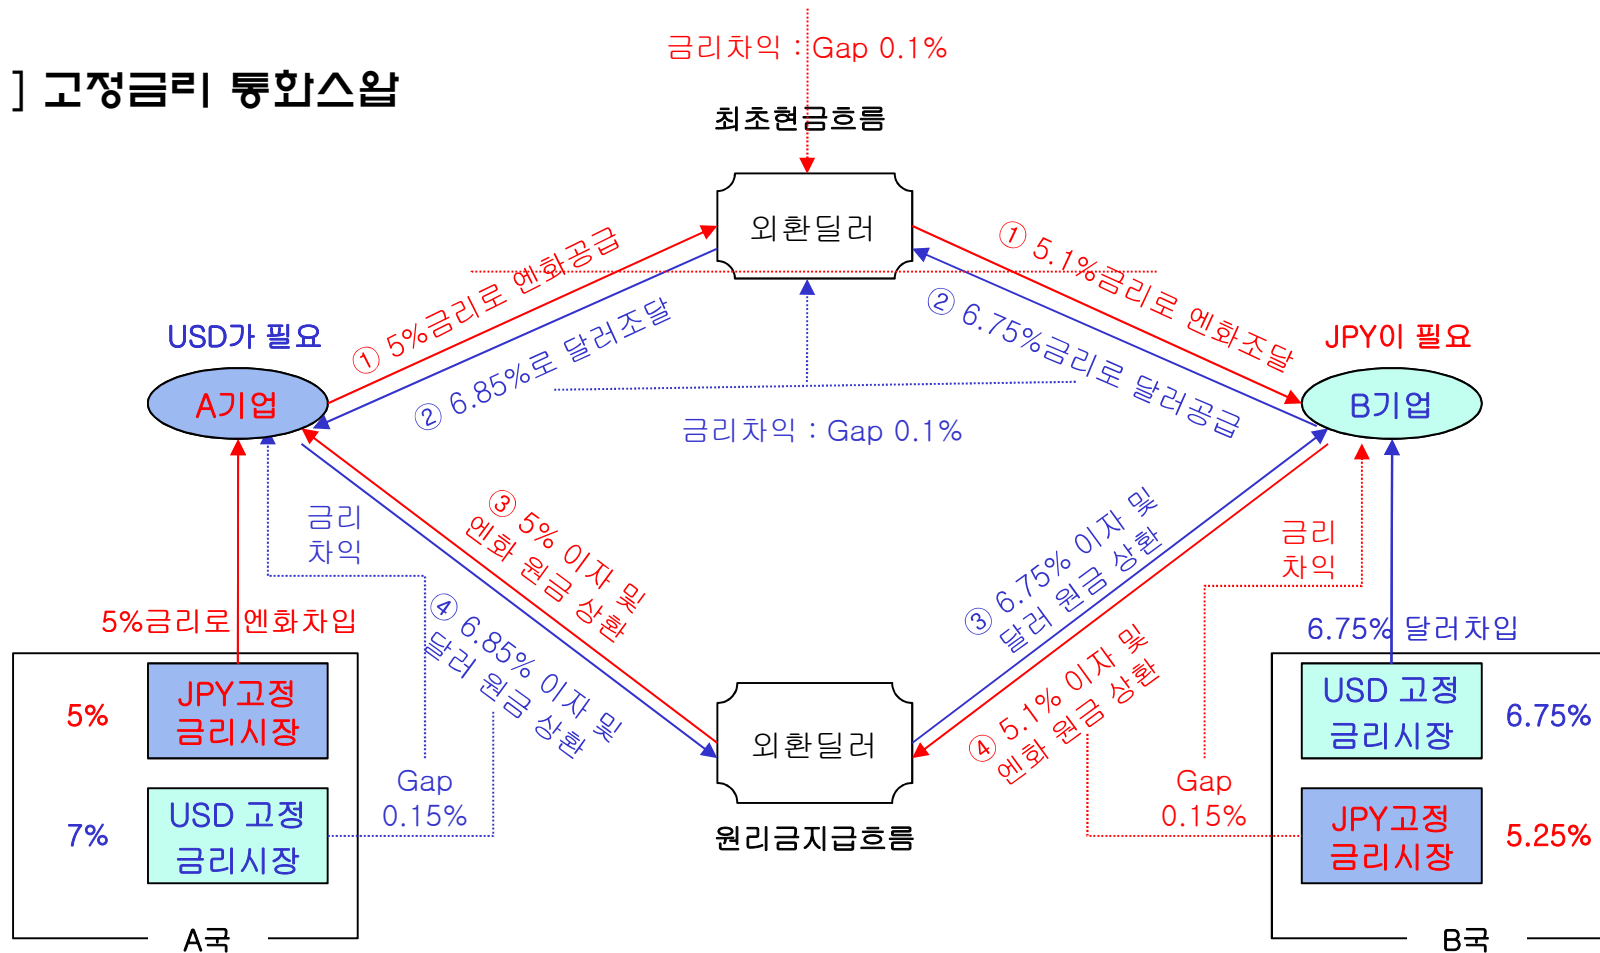 금리차익 : Gap 0.1%
] 고정금리 통화스왑
최초현금흐름
외환딜러
① 5%금리로 엔화공급
② 6.85%로 달러조달
① 5.1%금리로 엔화조달
② 6.75%금리로 달러공급
USD가 필요
A기업
JPY이 필요
B기업
금리차익 : Gap 0.1%
금리
차익
③ 5% 이자 및
엔화 원금 상환
④ 6.85% 이자 및
달러 원금 상환
③ 6.75% 이자 및
달러 원금 상환
④ 5.1% 이자 및
엔화 원금 상환
금리
차익
5%금리로 엔화차입
6.75% 달러차입
5%
JPY고정
금리시장
7%
USD 고정
금리시장
Gap
0.15%
외환딜러
원리금지급흐름
Gap
0.15%
USD 고정
금리시장
6.75%
JPY고정
금리시장
5.25%
A국
B국